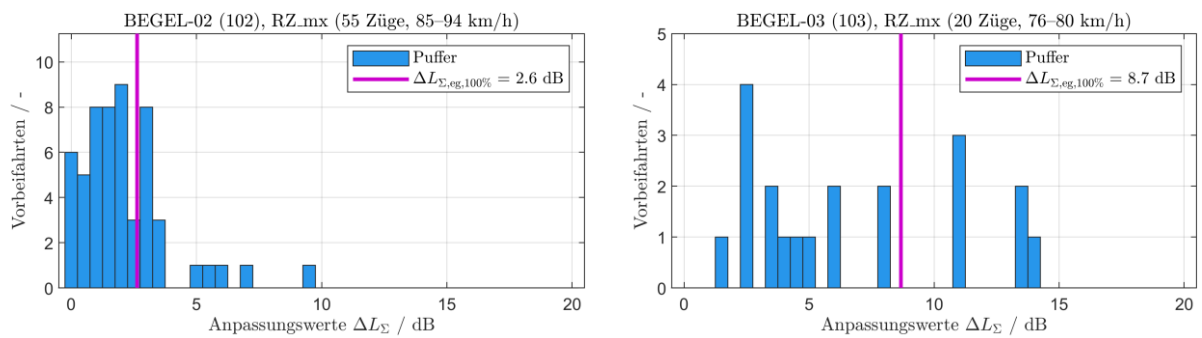 BEGEL-02 (102), RZ_mx (55 Züge, 85–94 km/h)
Puffer
ΔL_Σ,eg,100% = 2.6 dB
10
8
6
4
2
0
Vorbeifahrten / -
0 5 10 15 20
Anpassungswerte ΔL_Σ / dB
BEGEL-03 (103), RZ_mx (20 Züge, 76–80 km/h)
Puffer
ΔL_Σ,eg,100% = 8.7 dB
5
4
3
2
1
0
Vorbeifahrten / -
0 5 10 15 20
Anpassungswerte ΔL_Σ / dB